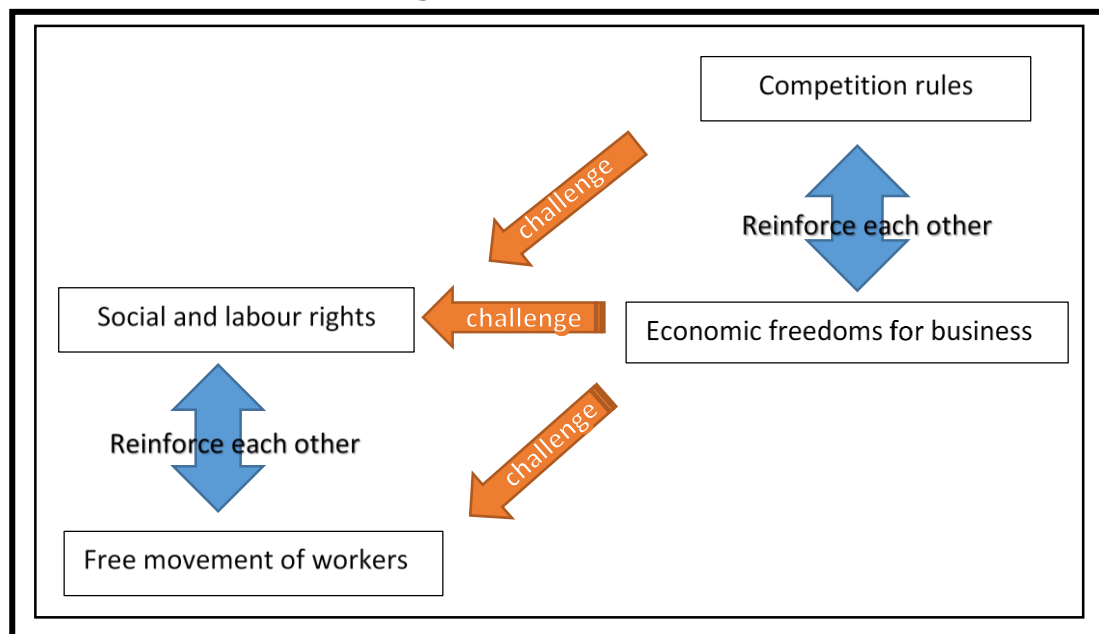 Competition rules
challenge
Reinforce each other
Social and labour rights
challenge
Economic freedoms for business
challenge
Reinforce each other
Free movement of workers